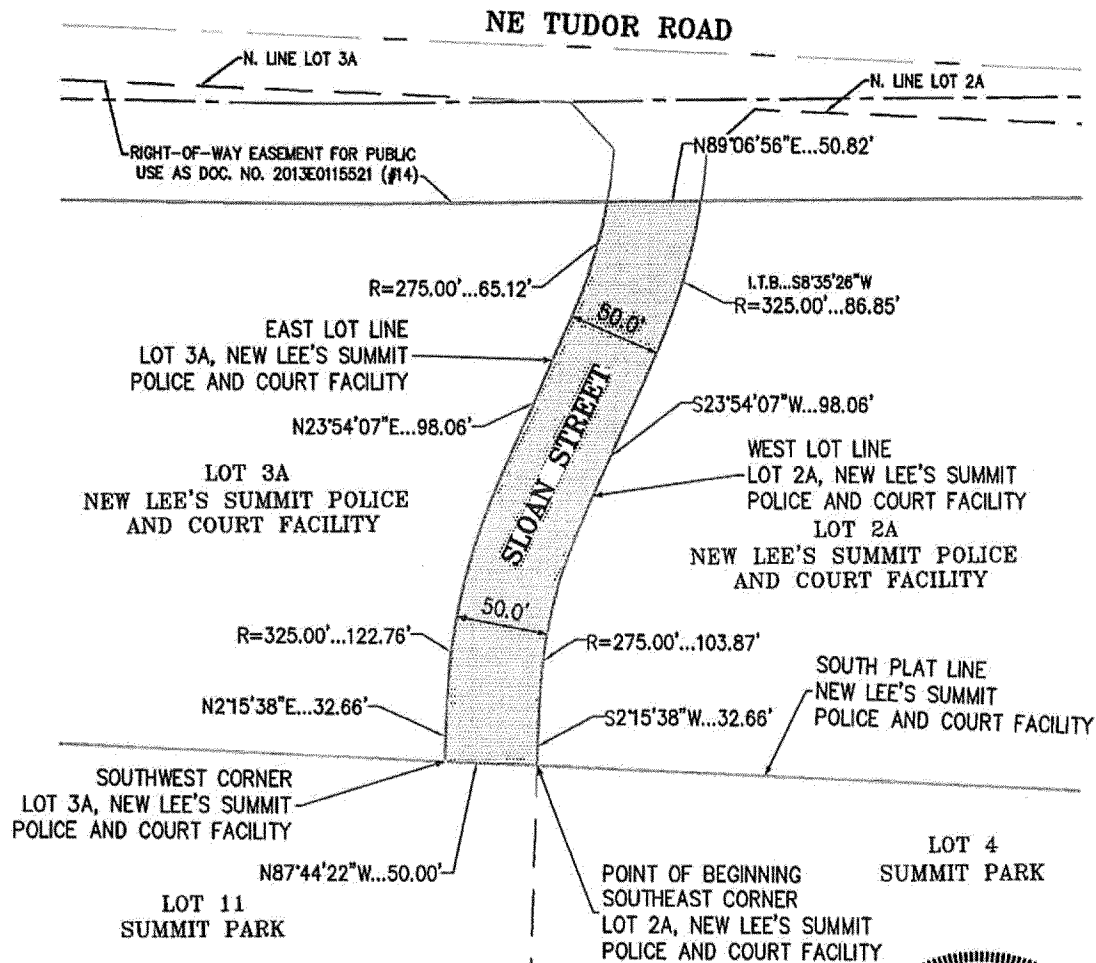 NE TUDOR ROAD
N. LINE LOT 3A
N. LINE LOT 2A
N89°06'56"E...50.82'
RIGHT-OF-WAY EASEMENT FOR PUBLIC
USE AS DOC. NO. 2013E0115521 (#14)
I.T.B...S8°35'26"W
R=275.00'...65.12'
R=325.00'...86.85'
50.0'
EAST LOT LINE
LOT 3A, NEW LEE'S SUMMIT
POLICE AND COURT FACILITY
SLOAN STREET
N23°54'07"E...98.06'
S23°54'07"W...98.06'
WEST LOT LINE
LOT 2A, NEW LEE'S SUMMIT
POLICE AND COURT FACILITY
LOT 3A
NEW LEE'S SUMMIT POLICE
AND COURT FACILITY
LOT 2A
NEW LEE'S SUMMIT POLICE
AND COURT FACILITY
50.0'
R=325.00'...122.76'
R=275.00'...103.87'
SOUTH PLAT LINE
NEW LEE'S SUMMIT
POLICE AND COURT FACILITY
N2°15'38"E...32.66'
S2°15'38"W...32.66'
SOUTHWEST CORNER
LOT 3A, NEW LEE'S SUMMIT
POLICE AND COURT FACILITY
N87°44'22"W...50.00'
LOT 11
SUMMIT PARK
POINT OF BEGINNING
SOUTHEAST CORNER
LOT 2A, NEW LEE'S SUMMIT
POLICE AND COURT FACILITY
LOT 4
SUMMIT PARK